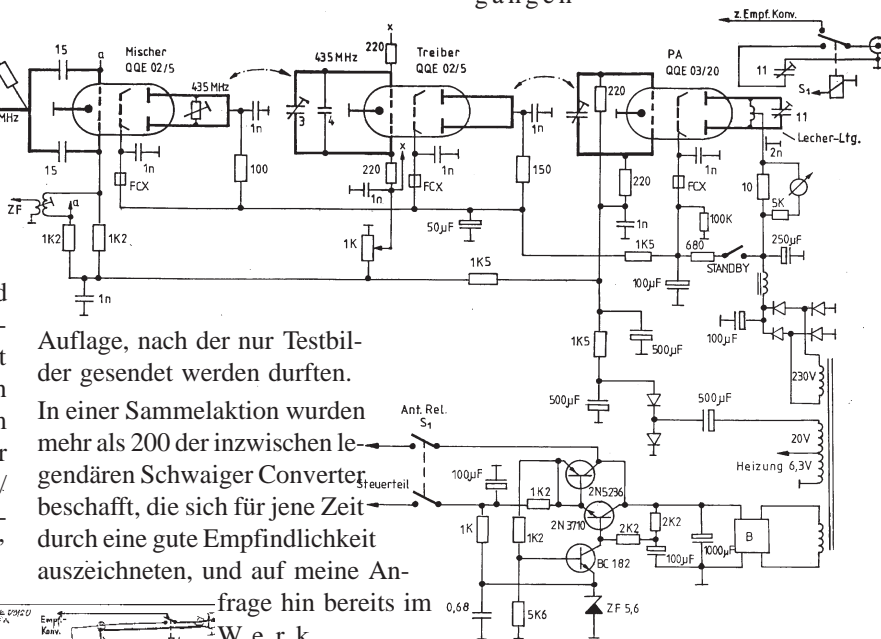 gungen
z. Empf. Konv.
15
a
Mischer
QQE 02/5
435 MHz
1n
MHz
15
1n
100
FCX
ZF
a
1K2
1K2
1n
x
220
435 MHz
3
4
Treiber
QQE 02/5
1n
220
x
1n
1n
FCX
150
1K
50µF
1K5
PA
QQE 03/20
220
220
1n
1n
FCX
100K
11
S1
11
Lecher-Ltg.
2n
10
5K
1K5
680
STANDBY
250µF
100µF
100µF
1K5
500µF
500µF
500µF
230V
20V
Heizung 6,3V
d
-
t
n
n
r
/
-
,
Auflage, nach der nur Testbil-
der gesendet werden durften.
In einer Sammelaktion wurden
mehr als 200 der inzwischen le-
gendären Schwaiger Converter
beschafft, die sich für jene Zeit
durch eine gute Empfindlichkeit
auszeichneten, und auf meine An-
frage hin bereits im
W e r k
Ant. Rel.
S1
Steuerteil
100µF
1K2
2N5236
2N3710
1K
1K2
2K2
2K2
BC 182
100µF
1000µF
B
0,68
5K6
ZF 5,6
Empf.-
Konv.